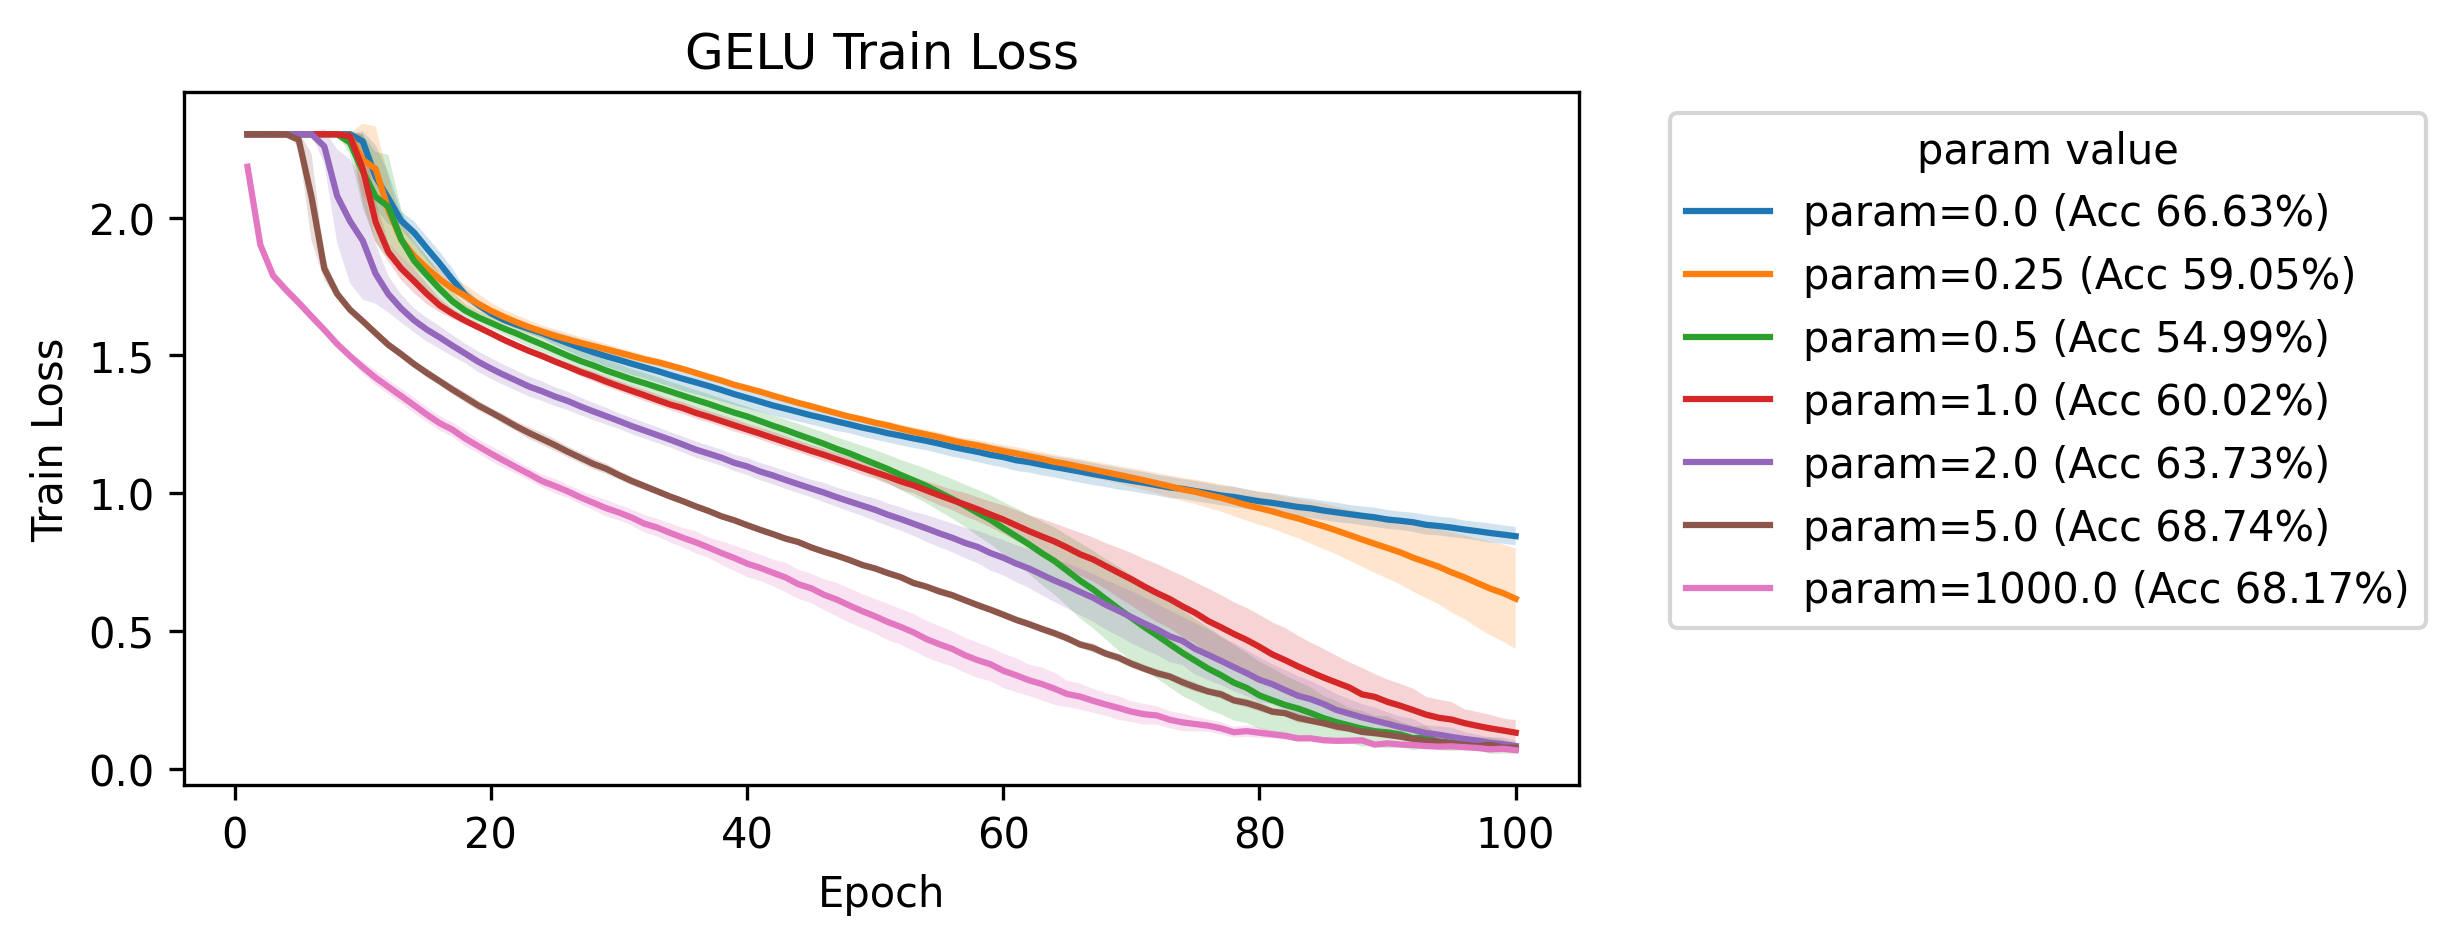 GELU Train Loss
Train Loss
2.0
1.5
1.0
0.5
0.0
0
20
40
60
80
100
Epoch
param value
param=0.0 (Acc 66.63%)
param=0.25 (Acc 59.05%)
param=0.5 (Acc 54.99%)
param=1.0 (Acc 60.02%)
param=2.0 (Acc 63.73%)
param=5.0 (Acc 68.74%)
param=1000.0 (Acc 68.17%)